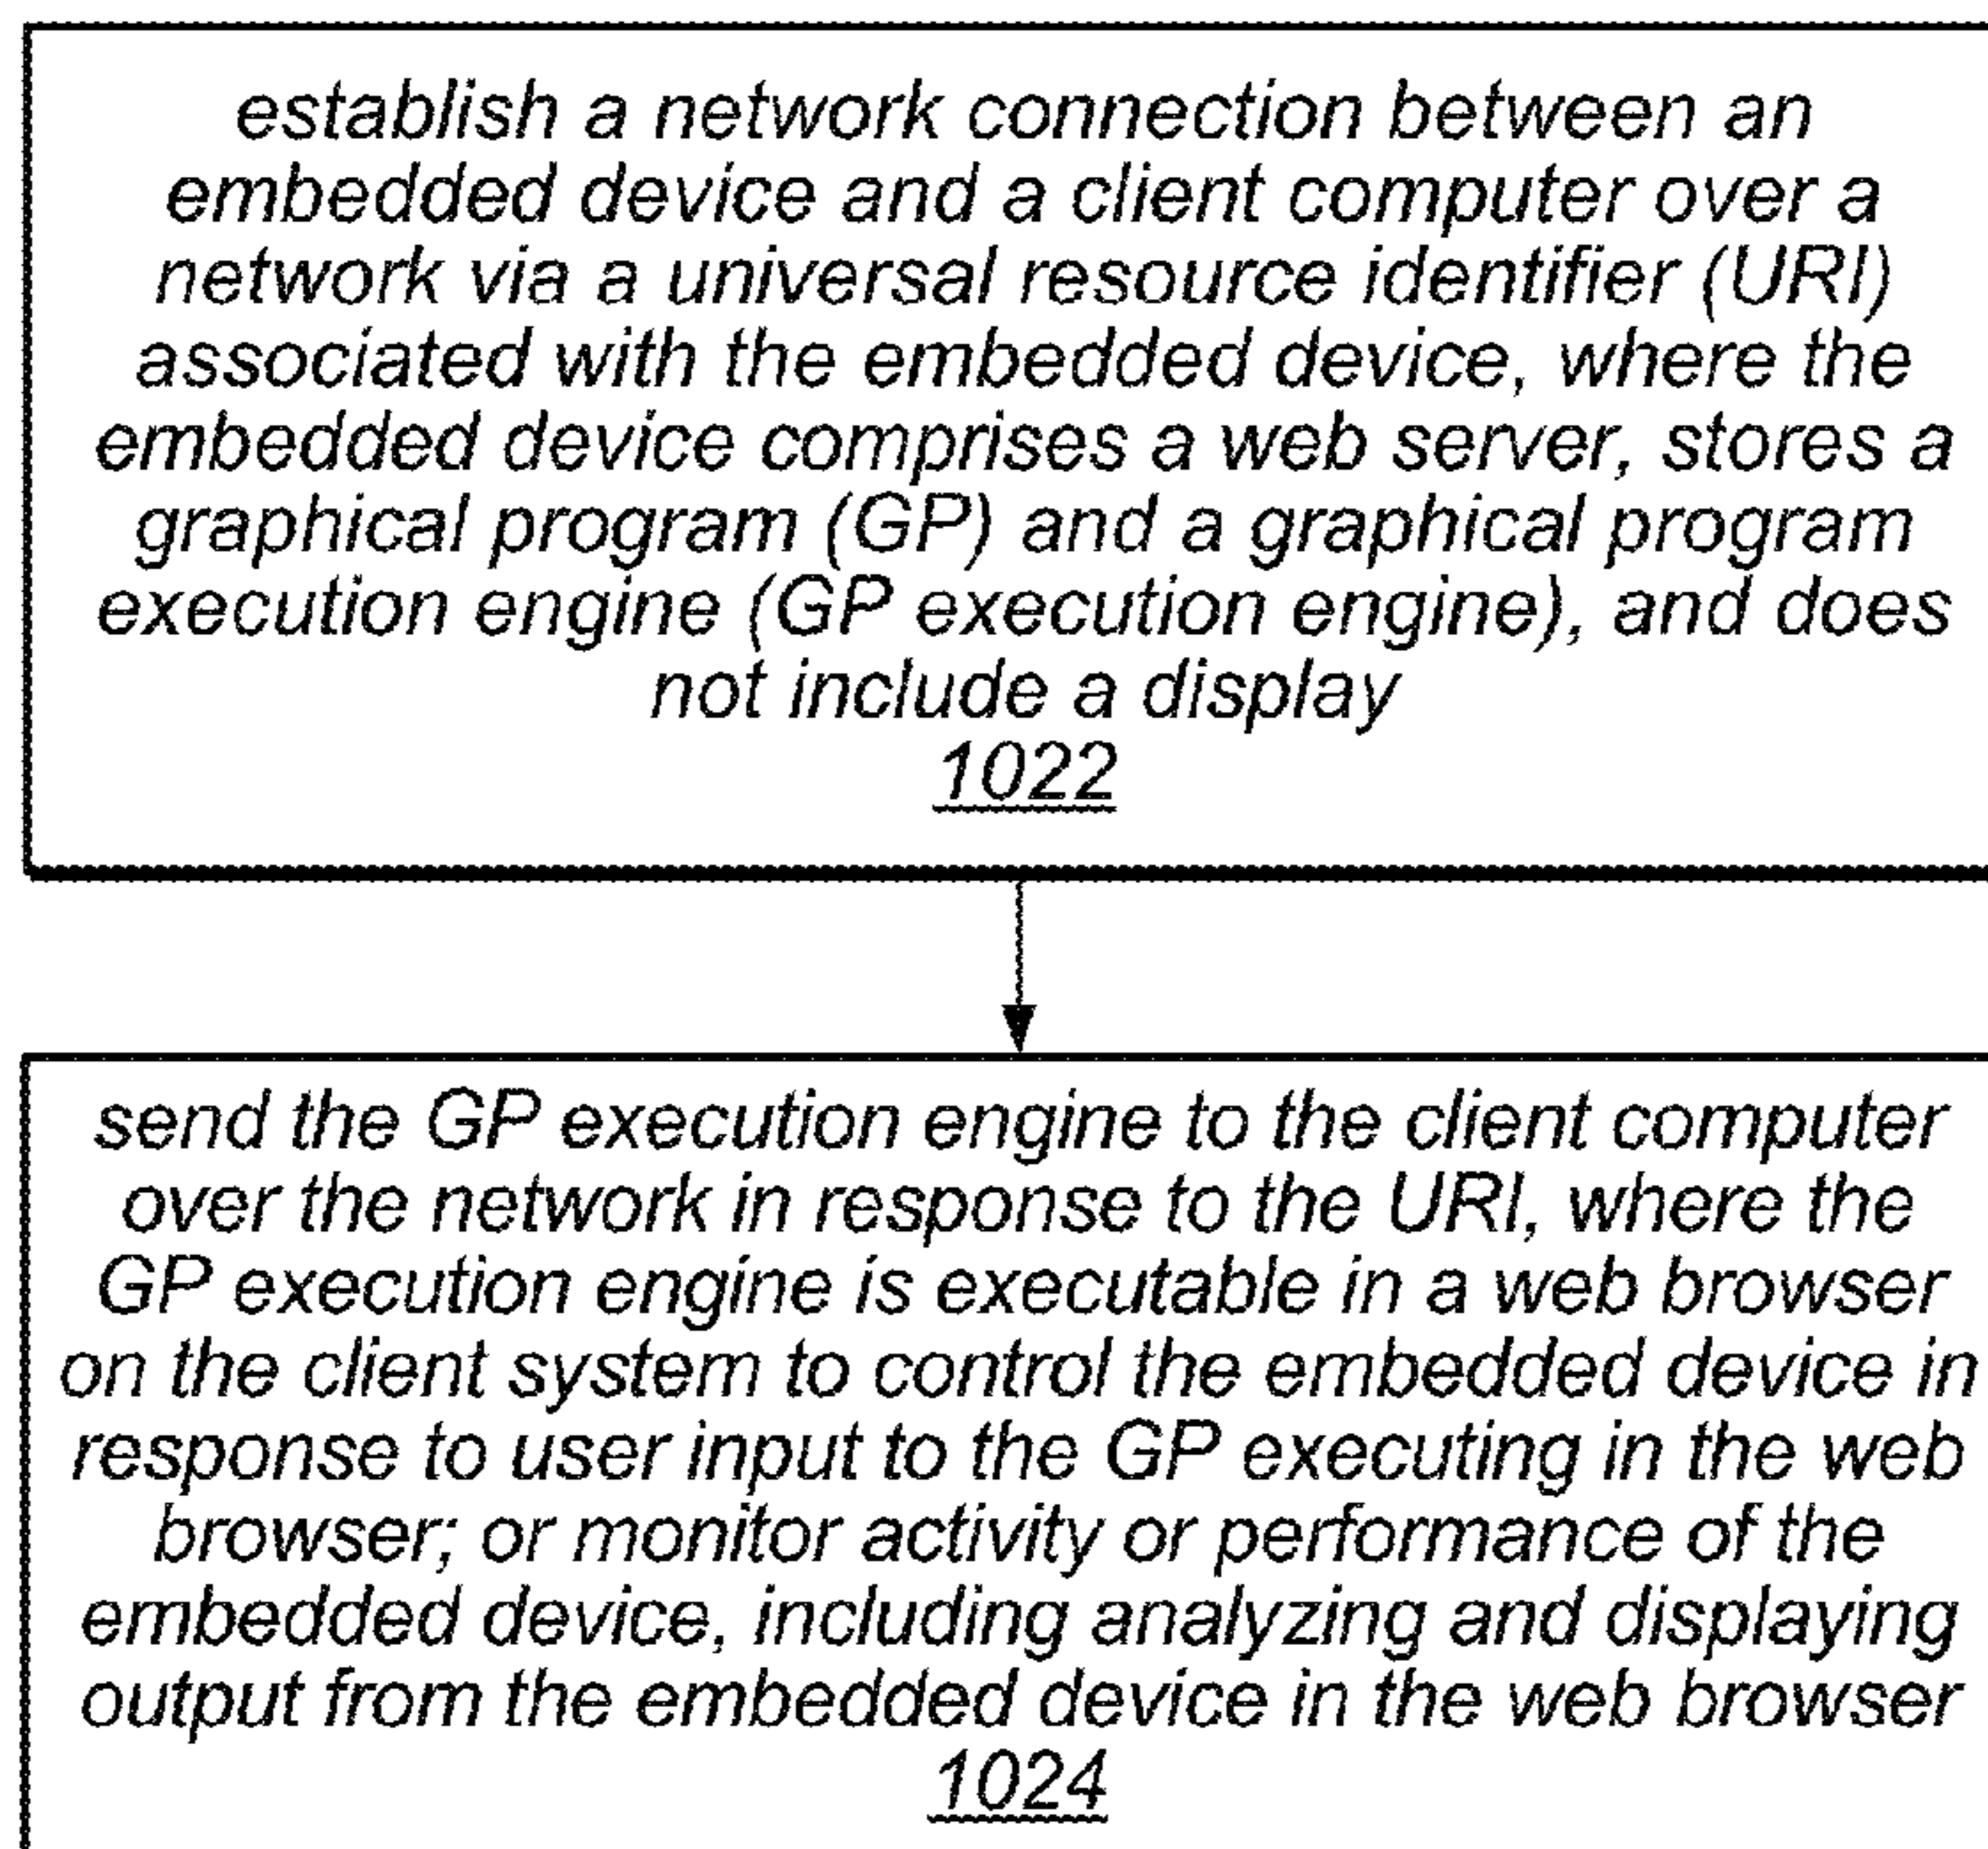 establish a network connection between an
embedded device and a client computer over a
network via a universal resource identifier (URI)
associated with the embedded device, where the
embedded device comprises a web server, stores a
graphical program (GP) and a graphical program
execution engine (GP execution engine), and does
not include a display
1022
send the GP execution engine to the client computer
over the network in response to the URI, where the
GP execution engine is executable in a web browser
on the client system to control the embedded device in
response to user input to the GP executing in the web
browser; or monitor activity or performance of the
embedded device, including analyzing and displaying
output from the embedded device in the web browser
1024